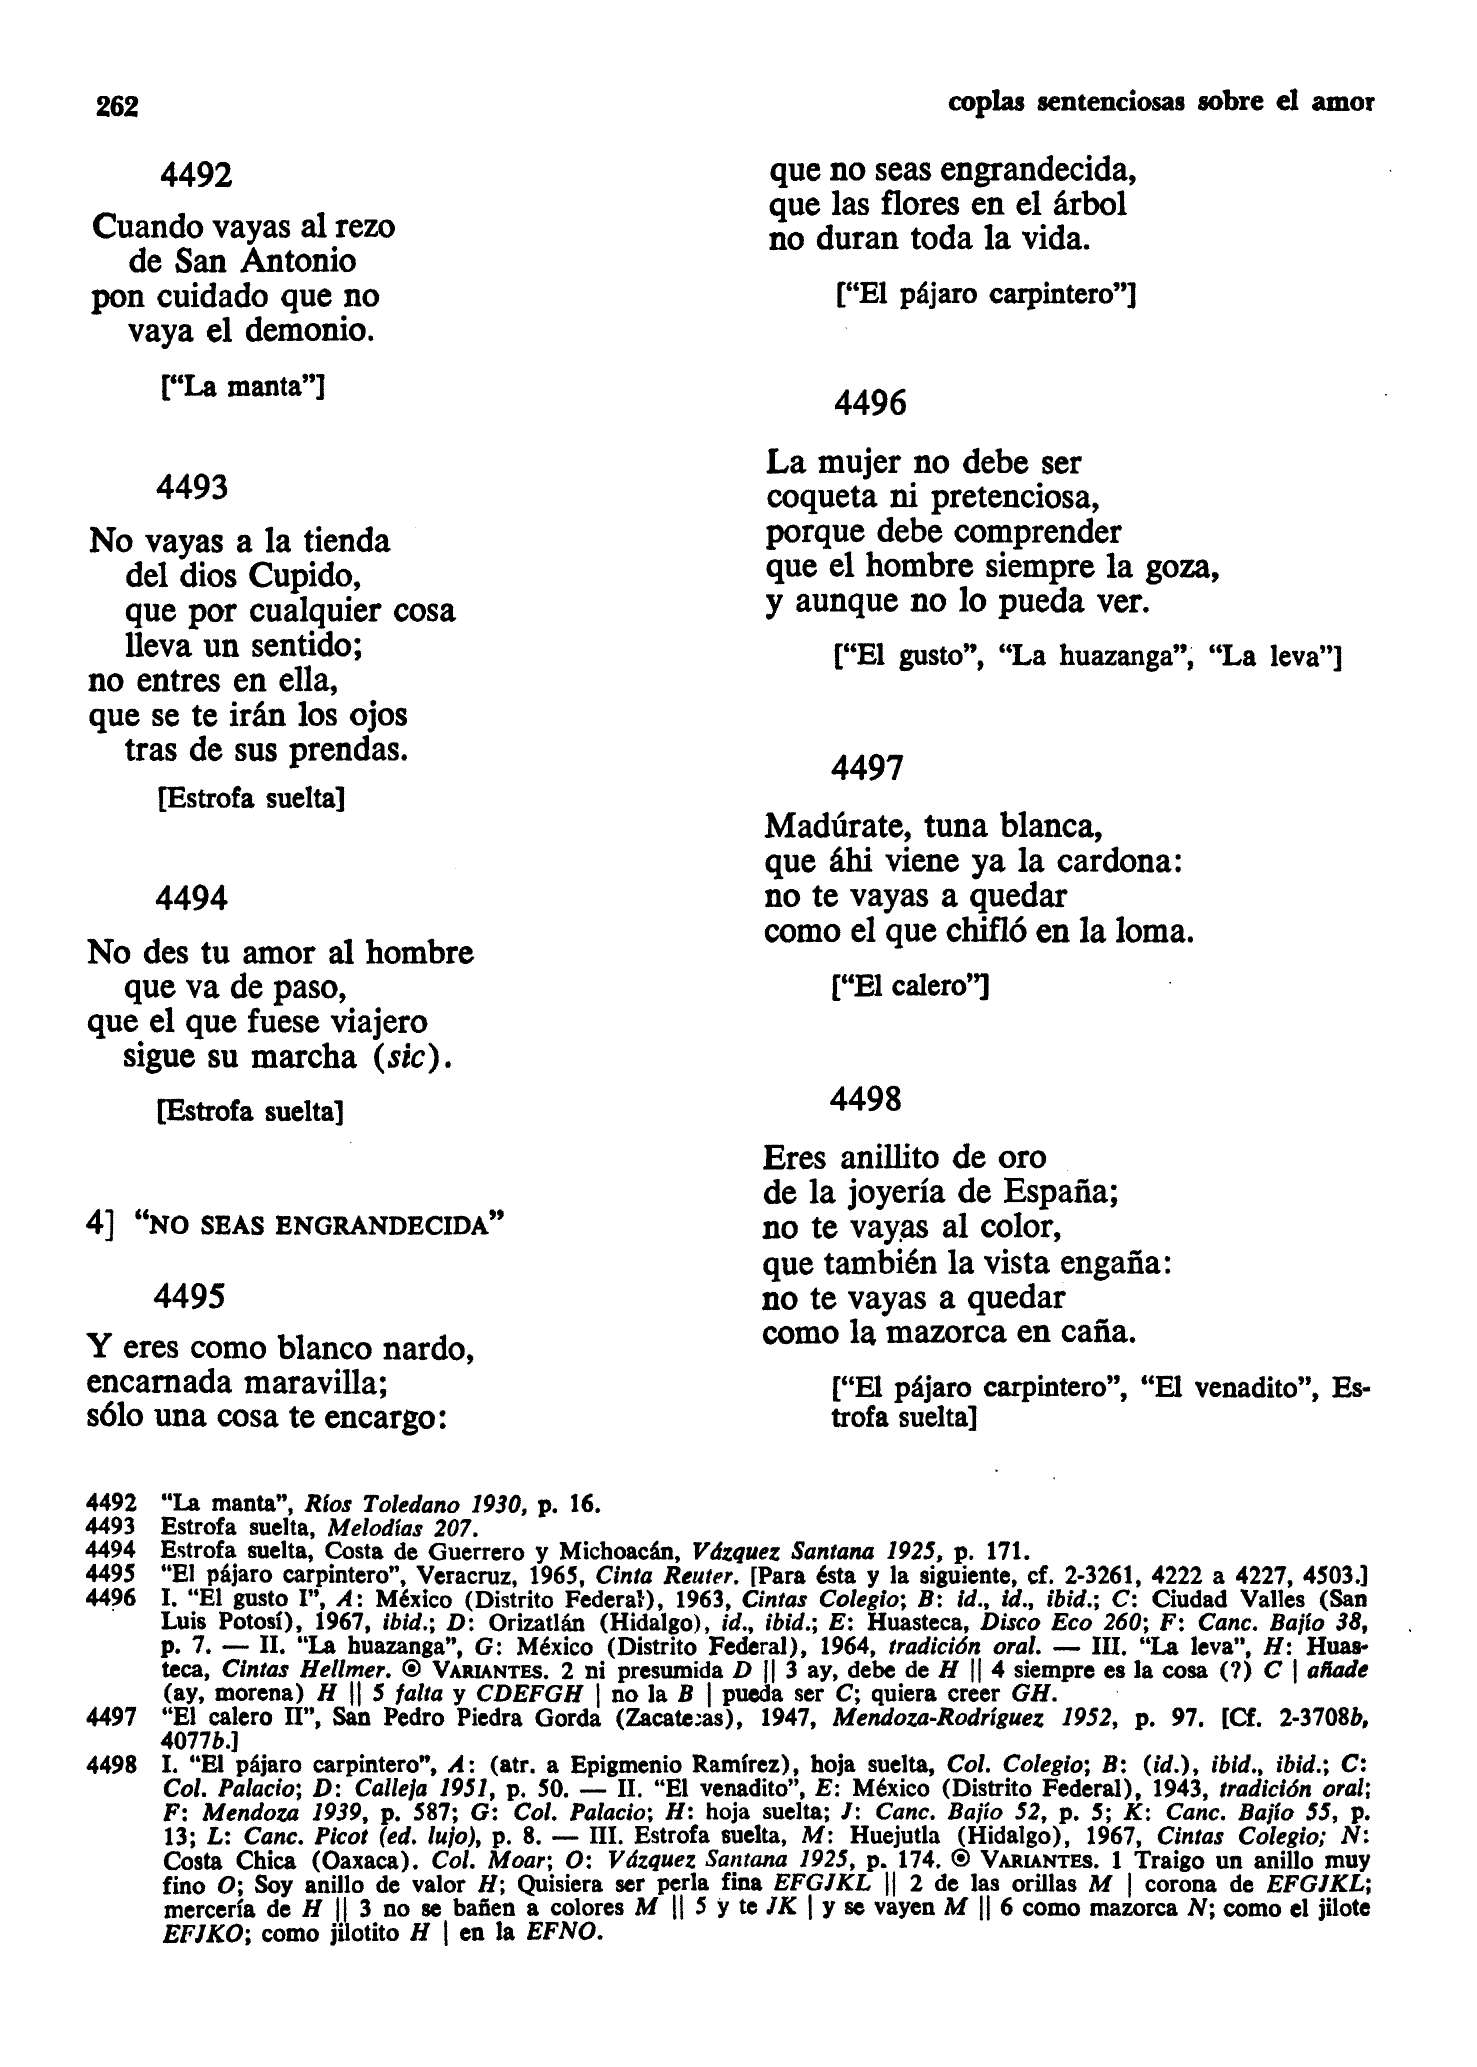 262
coplas sentenciosas sobre el amor
4492
Cuando vayas al rezo
de San Antonio
pon cuidado que no
vaya el demonio.
[“La manta”]
4493
No vayas a la tienda
del dios Cupido,
que por cualquier cosa
lleva un sentido;
no entres en ella,
que se te irán los ojos
tras de sus prendas.
[Estrofa suelta]
4494
No des tu amor al hombre
que va de paso,
que el que fuese viajero
sigue su marcha (sic).
[Estrofa suelta]
4] “NO SEAS ENGRANDECIDA”
4495
Y eres como blanco nardo,
encarnada maravilla;
sólo una cosa te encargo:
que no seas engrandecida,
que las flores en el árbol
no duran toda la vida.
[“El pájaro carpintero”]
4496
La mujer no debe ser
coqueta ni pretenciosa,
porque debe comprender
que el hombre siempre la goza,
y aunque no lo pueda ver.
[“El gusto”, “La huazanga”, “La leva”]
4497
Madúrate, tuna blanca,
que áhi viene ya la cardona:
no te vayas a quedar
como el que chifló en la loma.
[“El calero”]
4498
Eres anillito de oro
de la joyería de España;
no te vayas al color,
que también la vista engaña:
no te vayas a quedar
como la mazorca en caña.
[“El pájaro carpintero”, “El venadito”, Es-
trofa suelta]
4492 “La manta”, Ríos Toledano 1930, p. 16.
4493 Estrofa suelta, Melodías 207.
4494 Estrofa suelta, Costa de Guerrero y Michoacán, Vázquez Santana 1925, p. 171.
4495 “El pájaro carpintero”, Veracruz, 1965, Cinta Reuter. [Para ésta y la siguiente, cf. 2-3261, 4222 a 4227, 4503.]
4496 I. “El gusto I”, A: México (Distrito Federal), 1963, Cintas Colegio; B: id., id., ibid.; C: Ciudad Valles (San
Luis Potosí), 1967, ibid.; D: Orizatlán (Hidalgo), id., ibid.; E: Huasteca, Disco Eco 260; F: Canc. Bajío 38,
p. 7. — II. “La huazanga”, G: México (Distrito Federal), 1964, tradición oral. — III. “La leva”, H: Huas-
teca, Cintas Hellmer. ⊙ VARIANTES. 2 ni presumida D || 3 ay, debe de H || 4 siempre es la cosa (?) C | añade
(ay, morena) H || 5 falta y CDEFGH | no la B | pueda ser C; quiera creer GH.
4497 “El calero II”, San Pedro Piedra Gorda (Zacatecas), 1947, Mendoza-Rodríguez 1952, p. 97. [Cf. 2-3708b,
4077b.]
4498 I. “El pájaro carpintero”, A: (atr. a Epigmenio Ramírez), hoja suelta, Col. Colegio; B: (id.), ibid., ibid.; C:
Col. Palacio; D: Calleja 1951, p. 50. — II. “El venadito”, E: México (Distrito Federal), 1943, tradición oral;
F: Mendoza 1939, p. 587; G: Col. Palacio; H: hoja suelta; J: Canc. Bajío 52, p. 5; K: Canc. Bajío 55, p.
13; L: Canc. Picot (ed. lujo), p. 8. — III. Estrofa suelta, M: Huejutla (Hidalgo), 1967, Cintas Colegio; N:
Costa Chica (Oaxaca). Col. Moar; O: Vázquez Santana 1925, p. 174. ⊙ VARIANTES. 1 Traigo un anillo muy
fino O; Soy anillo de valor H; Quisiera ser perla fina EFGJKL || 2 de las orillas M | corona de EFGJKL;
mercería de H || 3 no se bañen a colores M || 5 y te JK | y se vayen M || 6 como mazorca N; como el jilote
EFJKO; como jilotito H | en la EFNO.